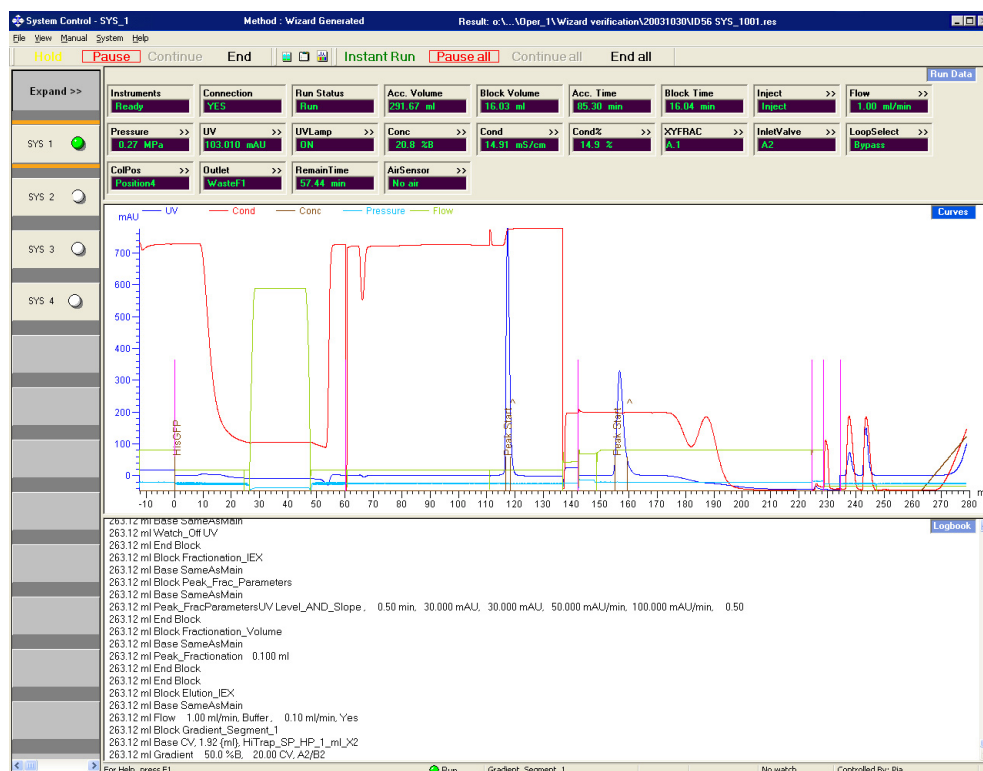 System Control - SYS_1 Method : Wizard Generated Result: o:\...\Oper_1\Wizard verification\20031030\ID56 SYS_1001.res
File View Manual System Help
Hold Pause Continue End Instant Run Pause all Continue all End all
Expand >>
SYS 1
SYS 2
SYS 3
SYS 4
Run Data
Instruments Connection Run Status Acc. Volume Block Volume Acc. Time Block Time Inject >> Flow >>
Ready YES Run 291.67 ml 16.03 ml 85.30 min 16.04 min Inject 1.00 ml/min
Pressure >> UV >> UVLamp >> Conc >> Cond >> Cond% >> XYFRAC >> InletValve >> LoopSelect >>
0.27 MPa 103.010 mAU ON 20.8 %B 14.91 mS/cm 14.9 % A.1 A2 Bypass
ColPos >> Outlet >> RemainTime AirSensor >>
Position4 WasteF1 57.44 min No air
Curves
mAU UV Cond Conc Pressure Flow
700
600
500
400
300
200
100
0
HisGFP
Peak Start ^
Peak Start ^
-10 0 10 20 30 40 50 60 70 80 90 100 110 120 130 140 150 160 170 180 190 200 210 220 230 240 250 260 270 280
Logbook
263.12 ml Base SameAsMain
263.12 ml Watch_Off UV
263.12 ml End Block
263.12 ml Block Fractionation_IEX
263.12 ml Base SameAsMain
263.12 ml Block Peak_Frac_Parameters
263.12 ml Base SameAsMain
263.12 ml Peak_FracParametersUV Level_AND_Slope , 0.50 min, 30.000 mAU, 30.000 mAU, 50.000 mAU/min, 100.000 mAU/min, 0.50
263.12 ml End Block
263.12 ml Block Fractionation_Volume
263.12 ml Base SameAsMain
263.12 ml Peak_Fractionation 0.100 ml
263.12 ml End Block
263.12 ml End Block
263.12 ml Block Elution_IEX
263.12 ml Base SameAsMain
263.12 ml Flow 1.00 ml/min, Buffer , 0.10 ml/min, Yes
263.12 ml Block Gradient_Segment_1
263.12 ml Base CV, 1.92 {ml}, HiTrap_SP_HP_1_ml_X2
263.12 ml Gradient 50.0 %B, 20.00 CV, A2/B2
For Help, press F1 Run Gradient_Segment_1 No watch Controlled By: Pia